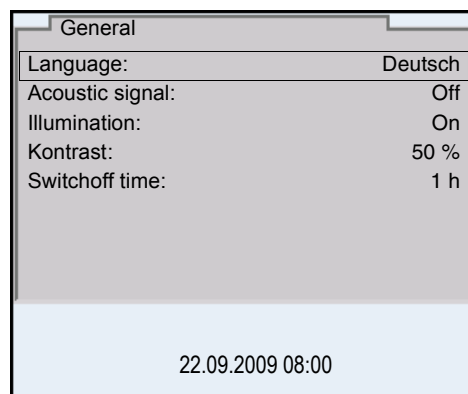 General
Language: Deutsch
Acoustic signal: Off
Illumination: On
Kontrast: 50 %
Switchoff time: 1 h
22.09.2009 08:00